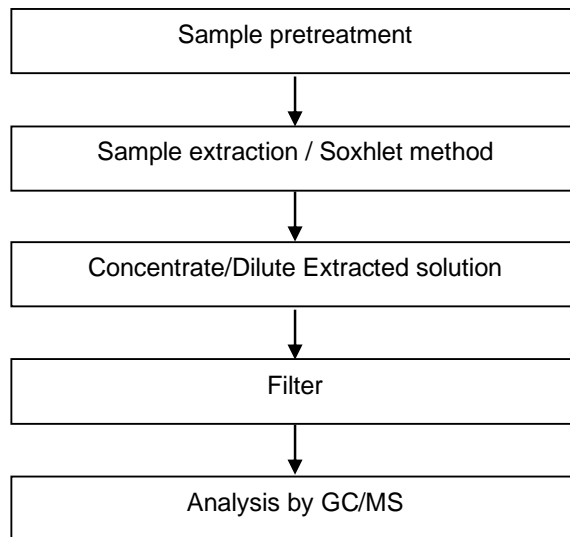 Sample pretreatment
Sample extraction / Soxhlet method
Concentrate/Dilute Extracted solution
Filter
Analysis by GC/MS